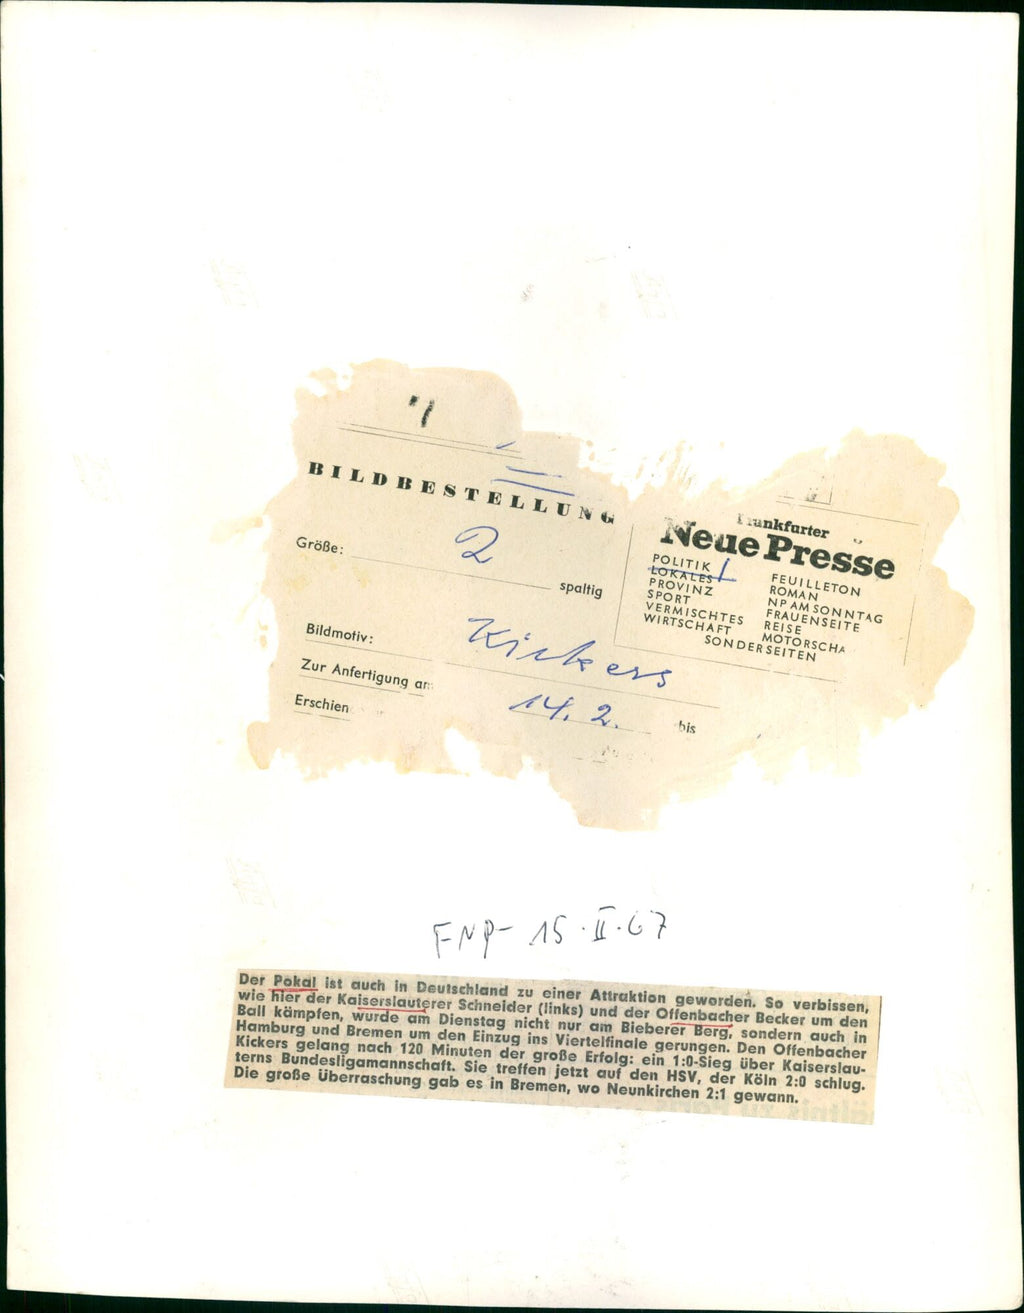 BILDBESTELLUNG
Größe: 2 spaltig
Bildmotiv: Kickers
Zur Anfertigung an
Erschien 14. 2. bis
Frankfurter
Neue Presse
POLITIK
LOKALES
PROVINZ
SPORT
VERMISCHTES
WIRTSCHAFT
FEUILLETON
ROMAN
NP AM SONNTAG
FRAUENSEITE
REISE
MOTORSCHA
SONDERSEITEN
FNP - 15.II.67
Der Pokal ist auch in Deutschland zu einer Attraktion geworden. So verbissen,
wie hier der Kaiserslauterer Schneider (links) und der Offenbacher Becker um den
Ball kämpfen, wurde am Dienstag nicht nur am Bieberer Berg, sondern auch in
Hamburg und Bremen um den Einzug ins Viertelfinale gerungen. Den Offenbacher
Kickers gelang nach 120 Minuten der große Erfolg: ein 1:0-Sieg über Kaiserslau-
terns Bundesligamannschaft. Sie treffen jetzt auf den HSV, der Köln 2:0 schlug.
Die große Überraschung gab es in Bremen, wo Neunkirchen 2:1 gewann.